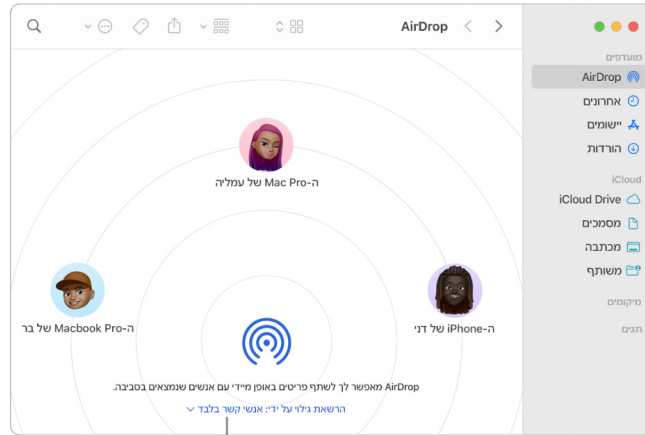 AirDrop
מועדפים
AirDrop
אחרונים
יישומים
הורדות
iCloud
iCloud Drive
מסמכים
מכתבה
משותף
מיקומים
תגים
ה-Mac Pro של עמליה
ה-iPhone של דני
ה-Macbook Pro של בר
AirDrop מאפשר לך לשתף פריטים באופן מיידי עם אנשים שנמצאים בסביבה.
הרשאת גילוי על ידי: אנשי קשר בלבד